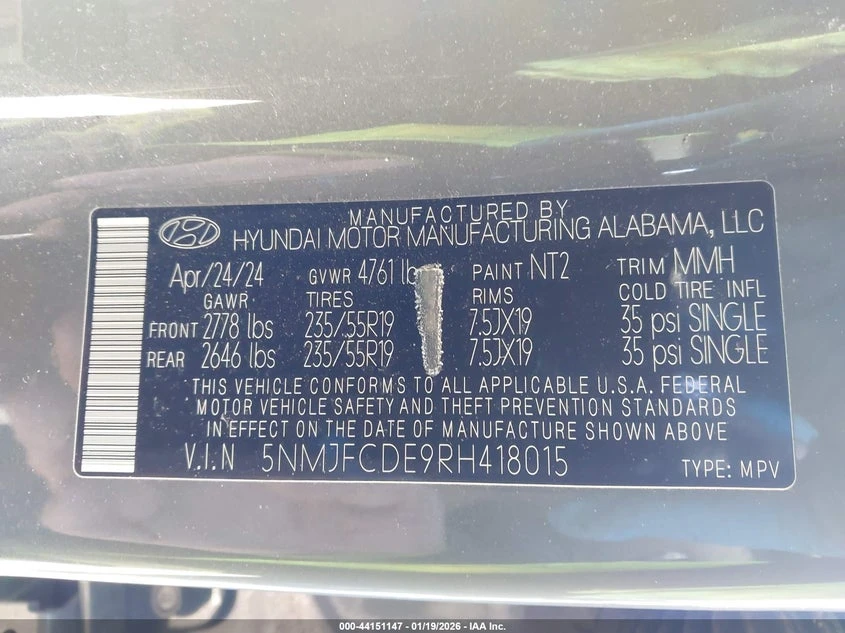 MANUFACTURED BY
HYUNDAI MOTOR MANUFACTURING ALABAMA, LLC
Apr/24/24 GVWR 4761 lb PAINT NT2 TRIM MMH
GAWR TIRES RIMS COLD TIRE INFL
FRONT 2778 lbs 235/55R19 7.5JX19 35 psi SINGLE
REAR 2646 lbs 235/55R19 7.5JX19 35 psi SINGLE
THIS VEHICLE CONFORMS TO ALL APPLICABLE U.S.A. FEDERAL
MOTOR VEHICLE SAFETY AND THEFT PREVENTION STANDARDS
IN EFFECT ON THE DATE OF MANUFACTURE SHOWN ABOVE
V.I.N 5NMJFCDE9RH418015 TYPE: MPV
000-44151147 - 01/19/2026 - IAA Inc.